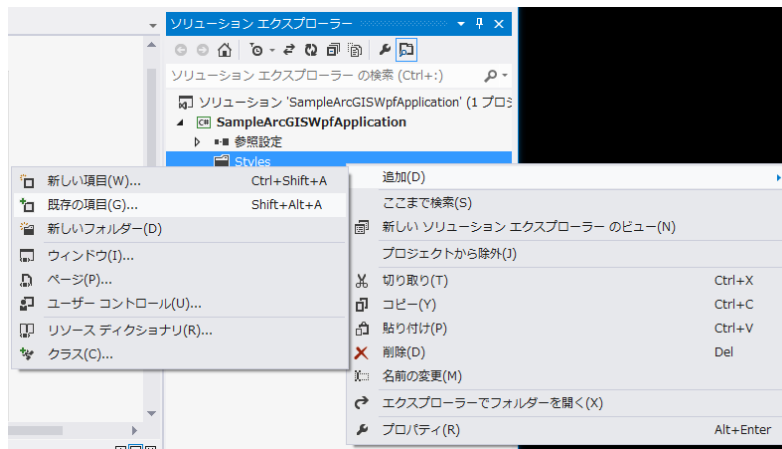 ソリューション エクスプローラー
ソリューション エクスプローラー の検索 (Ctrl+:)
ソリューション 'SampleArcGISWpfApplication' (1 プロジ
SampleArcGISWpfApplication
参照設定
Styles
新しい項目(W)... Ctrl+Shift+A
既存の項目(G)... Shift+Alt+A
新しいフォルダー(D)
ウィンドウ(I)...
ページ(P)...
ユーザー コントロール(U)...
リソース ディクショナリ(R)...
クラス(C)...
追加(D)
ここまで検索(S)
新しい ソリューション エクスプローラー のビュー(N)
プロジェクトから除外(J)
切り取り(T) Ctrl+X
コピー(Y) Ctrl+C
貼り付け(P) Ctrl+V
削除(D) Del
名前の変更(M)
エクスプローラーでフォルダーを開く(X)
プロパティ(R) Alt+Enter